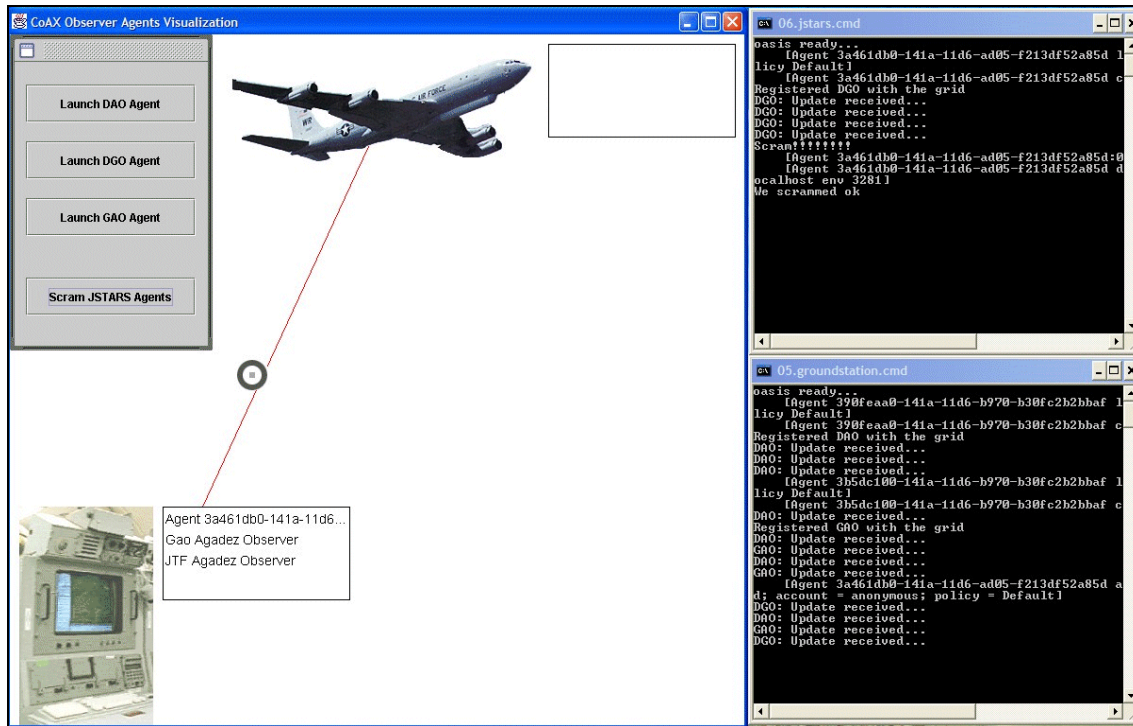 CoAX Observer Agents Visualization
Launch DAO Agent
Launch DGO Agent
Launch GAO Agent
Scram JSTARS Agents
AIR FORCE
WR
Agent 3a461db0-141a-11d6...
Gao Agadez Observer
JTF Agadez Observer
06.jstars.cmd
oasis ready...
[Agent 3a461db0-141a-11d6-ad05-f213df52a85d l
licy Default]
[Agent 3a461db0-141a-11d6-ad05-f213df52a85d c
Registered DGO with the grid
DGO: Update received...
DGO: Update received...
DGO: Update received...
DGO: Update received...
Scram!!!!!!!!
[Agent 3a461db0-141a-11d6-ad05-f213df52a85d:0
[Agent 3a461db0-141a-11d6-ad05-f213df52a85d d
ocalhost env 3281]
We scrammed ok
05.groundstation.cmd
oasis ready...
[Agent 390feaa0-141a-11d6-b970-b30fc2b2bbaf l
licy Default]
[Agent 390feaa0-141a-11d6-b970-b30fc2b2bbaf c
Registered DAO with the grid
DAO: Update received...
DAO: Update received...
DAO: Update received...
[Agent 3b5dc100-141a-11d6-b970-b30fc2b2bbaf l
licy Default]
[Agent 3b5dc100-141a-11d6-b970-b30fc2b2bbaf c
DAO: Update received...
Registered GAO with the grid
DAO: Update received...
GAO: Update received...
DAO: Update received...
GAO: Update received...
[Agent 3a461db0-141a-11d6-ad05-f213df52a85d a
d; account = anonymous; policy = Default]
DGO: Update received...
DAO: Update received...
GAO: Update received...
DGO: Update received...